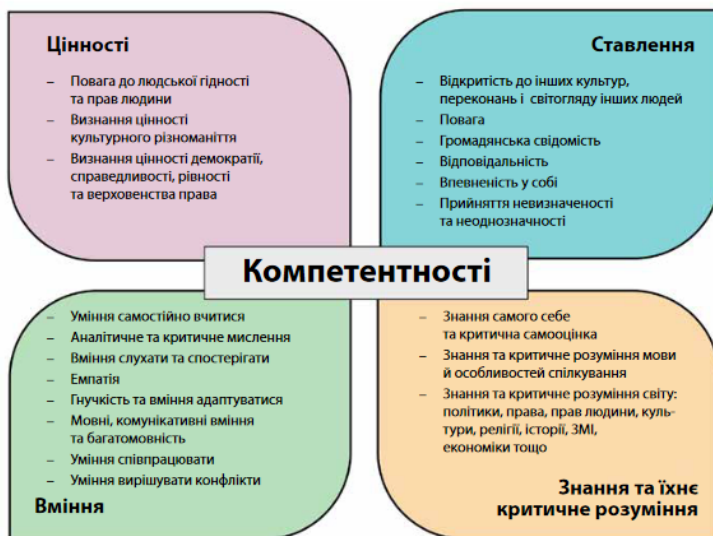 Цінності
– Повага до людської гідності
та прав людини
– Визнання цінності
культурного різноманіття
– Визнання цінності демократії,
справедливості, рівності
та верховенства права
Ставлення
– Відкритість до інших культур,
переконань і світогляду інших людей
– Повага
– Громадянська свідомість
– Відповідальність
– Впевненість у собі
– Прийняття невизначеності
та неоднозначності
Компетентності
– Уміння самостійно вчитися
– Аналітичне та критичне мислення
– Вміння слухати та спостерігати
– Емпатія
– Гнучкість та вміння адаптуватися
– Мовні, комунікативні вміння
та багатомовність
– Уміння співпрацювати
– Уміння вирішувати конфлікти
Вміння
– Знання самого себе
та критична самооцінка
– Знання та критичне розуміння мови
й особливостей спілкування
– Знання та критичне розуміння світу:
політики, права, прав людини, куль-
тури, релігії, історії, ЗМІ,
економіки тощо
Знання та їхнє
критичне розуміння